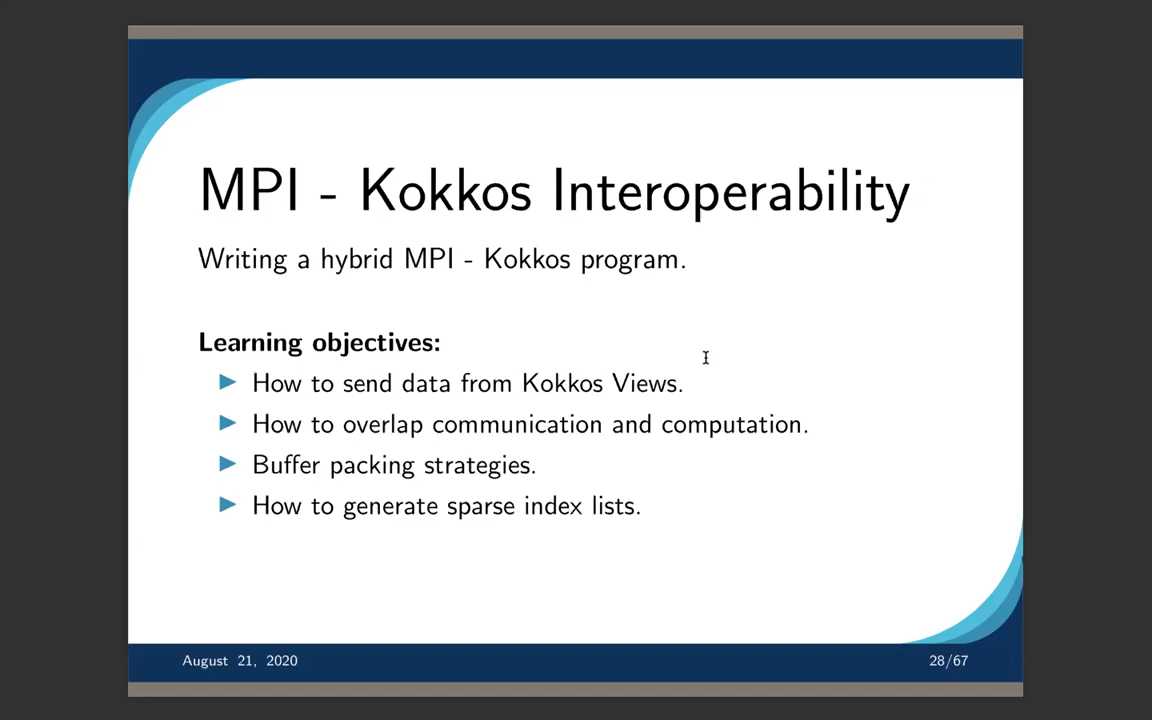 MPI - Kokkos Interoperability
Writing a hybrid MPI - Kokkos program.
Learning objectives:
How to send data from Kokkos Views.
How to overlap communication and computation.
Buffer packing strategies.
How to generate sparse index lists.
August 21, 2020
28/67